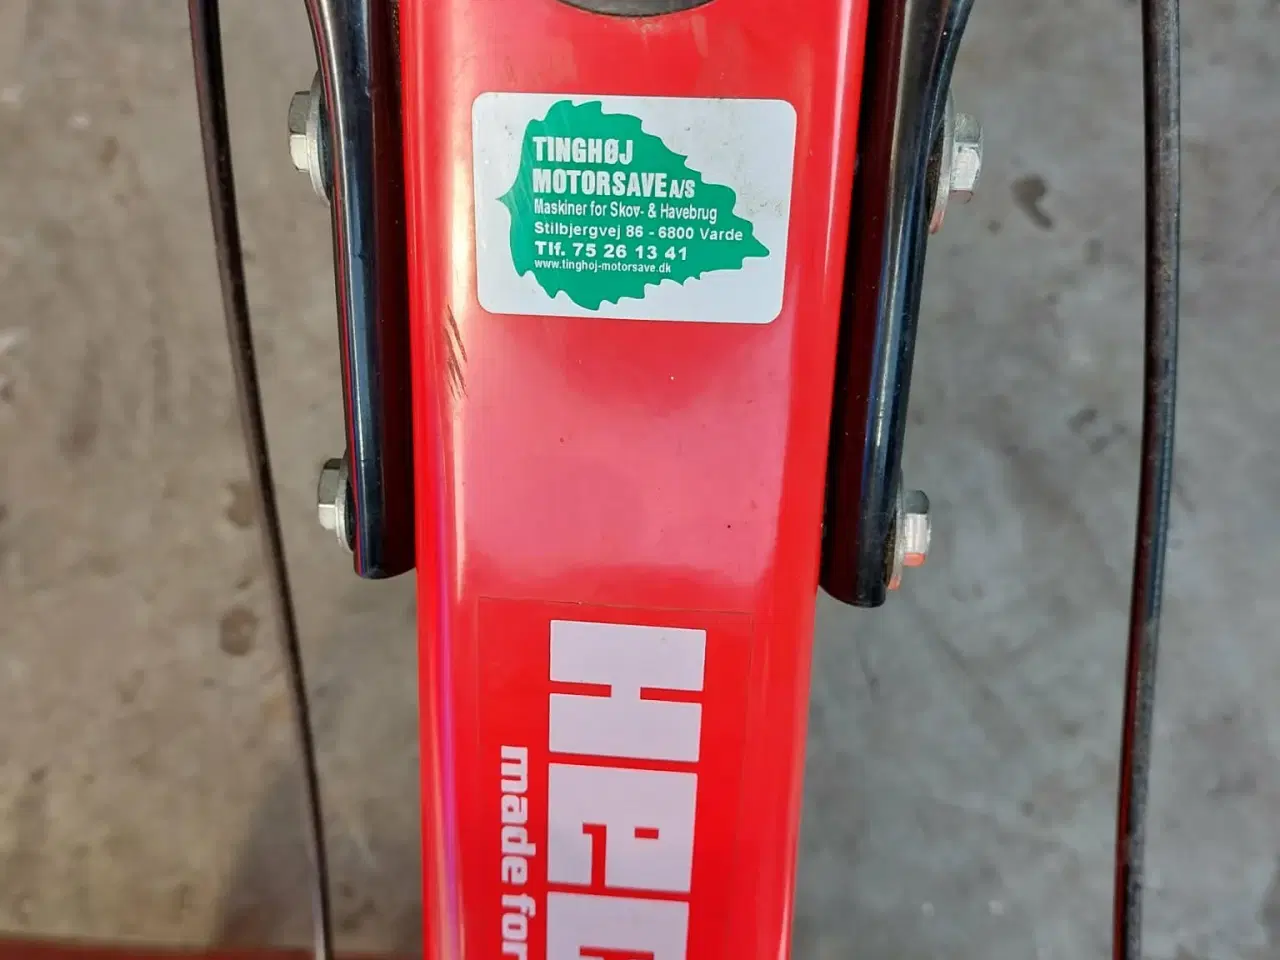 TINGHØJ
MOTORSAVE A/S
Maskiner for Skov- & Havebrug
Stilbjergvej 86 - 6800 Varde
Tlf. 75 26 13 41
www.tinghoj-motorsave.dk
He
made for